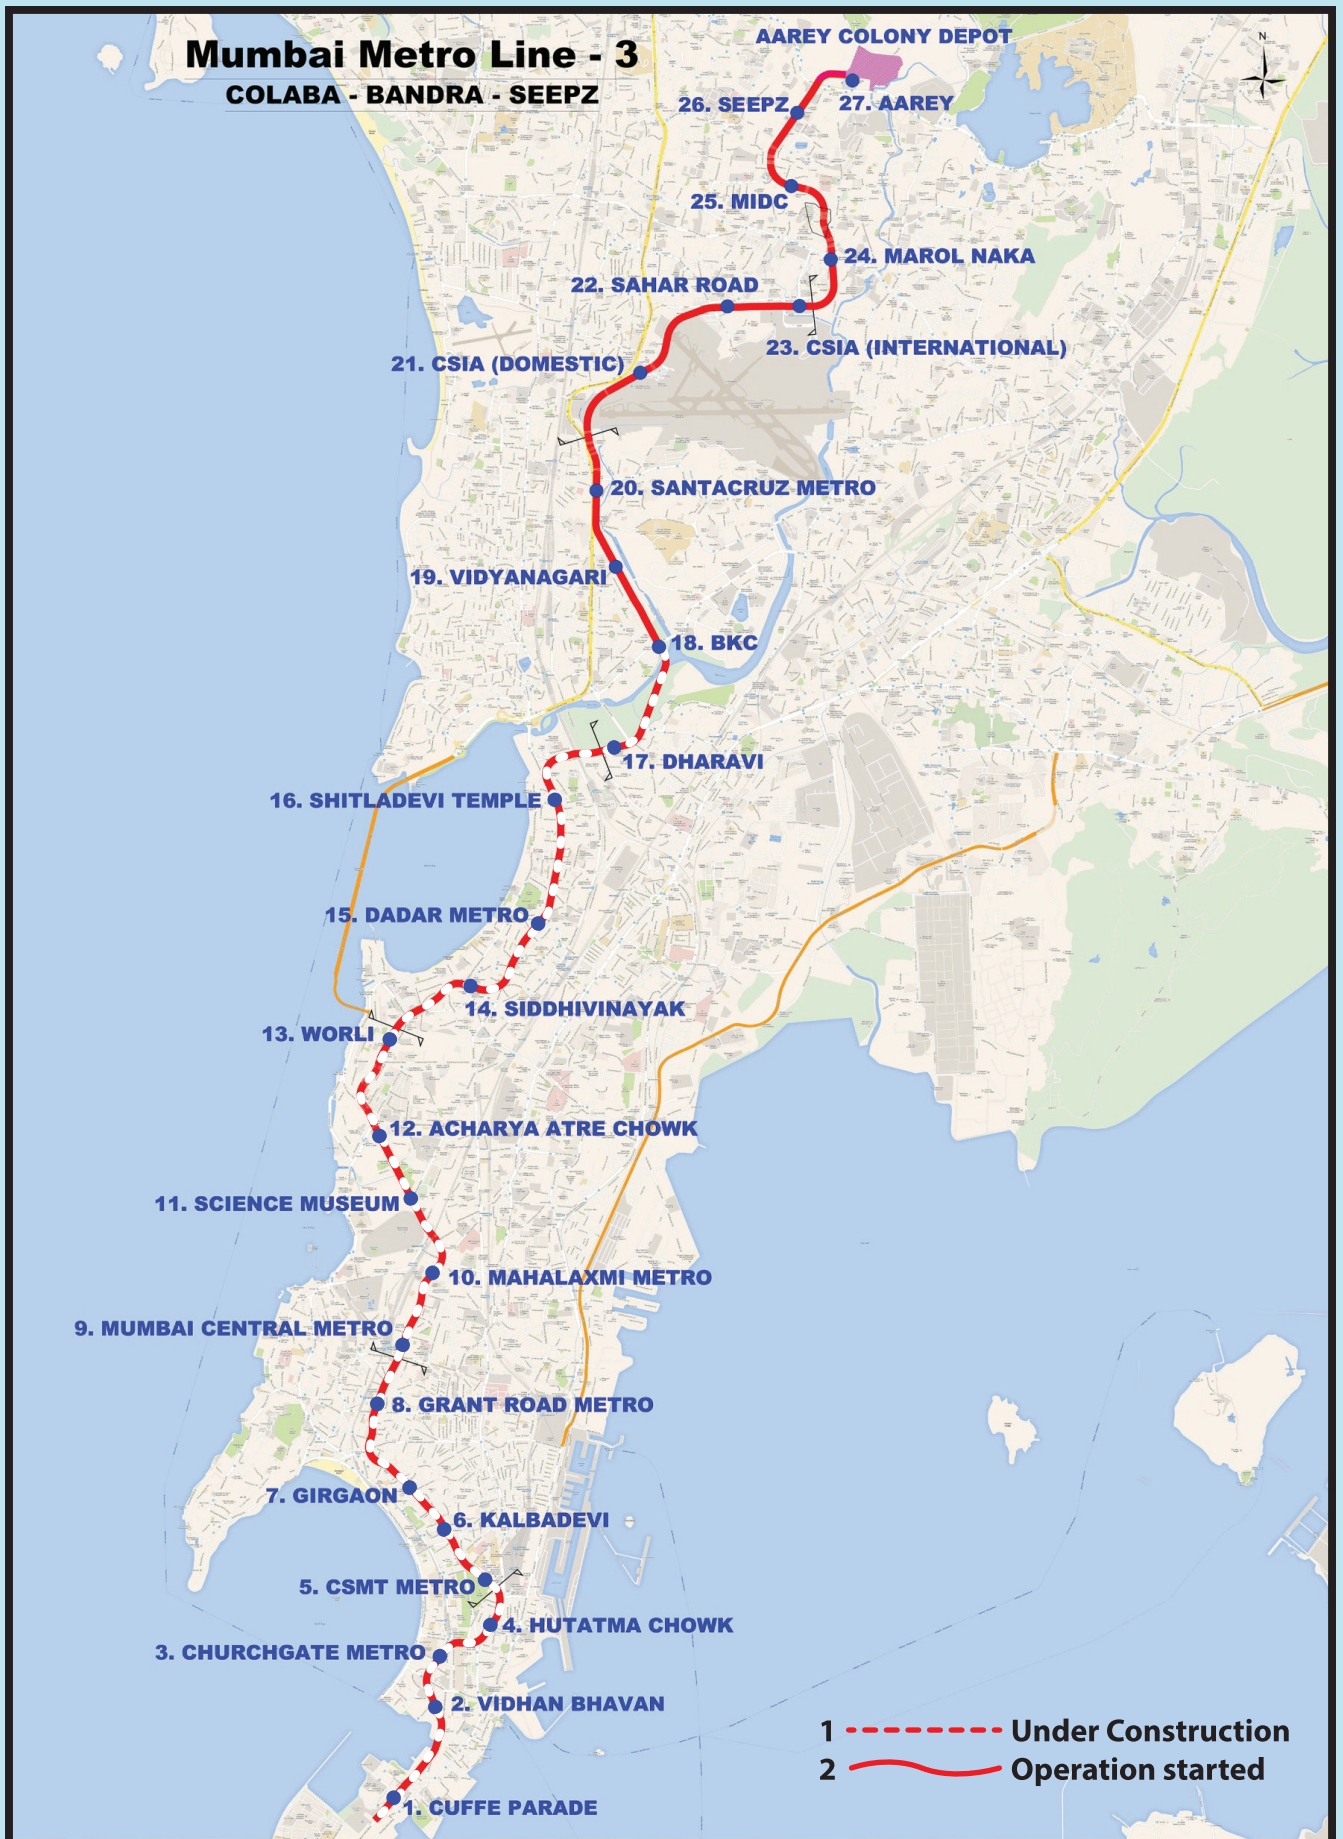 Mumbai Metro Line - 3
COLABA - BANDRA - SEEPZ
N
AAREY COLONY DEPOT
27. AAREY
26. SEEPZ
25. MIDC
24. MAROL NAKA
22. SAHAR ROAD
23. CSIA (INTERNATIONAL)
21. CSIA (DOMESTIC)
20. SANTACRUZ METRO
19. VIDYANAGARI
18. BKC
17. DHARAVI
16. SHITLADEVI TEMPLE
15. DADAR METRO
14. SIDDHIVINAYAK
13. WORLI
12. ACHARYA ATRE CHOWK
11. SCIENCE MUSEUM
10. MAHALAXMI METRO
9. MUMBAI CENTRAL METRO
8. GRANT ROAD METRO
7. GIRGAON
6. KALBADEVI
5. CSMT METRO
4. HUTATMA CHOWK
3. CHURCHGATE METRO
2. VIDHAN BHAVAN
1. CUFFE PARADE
1 Under Construction
2 Operation started